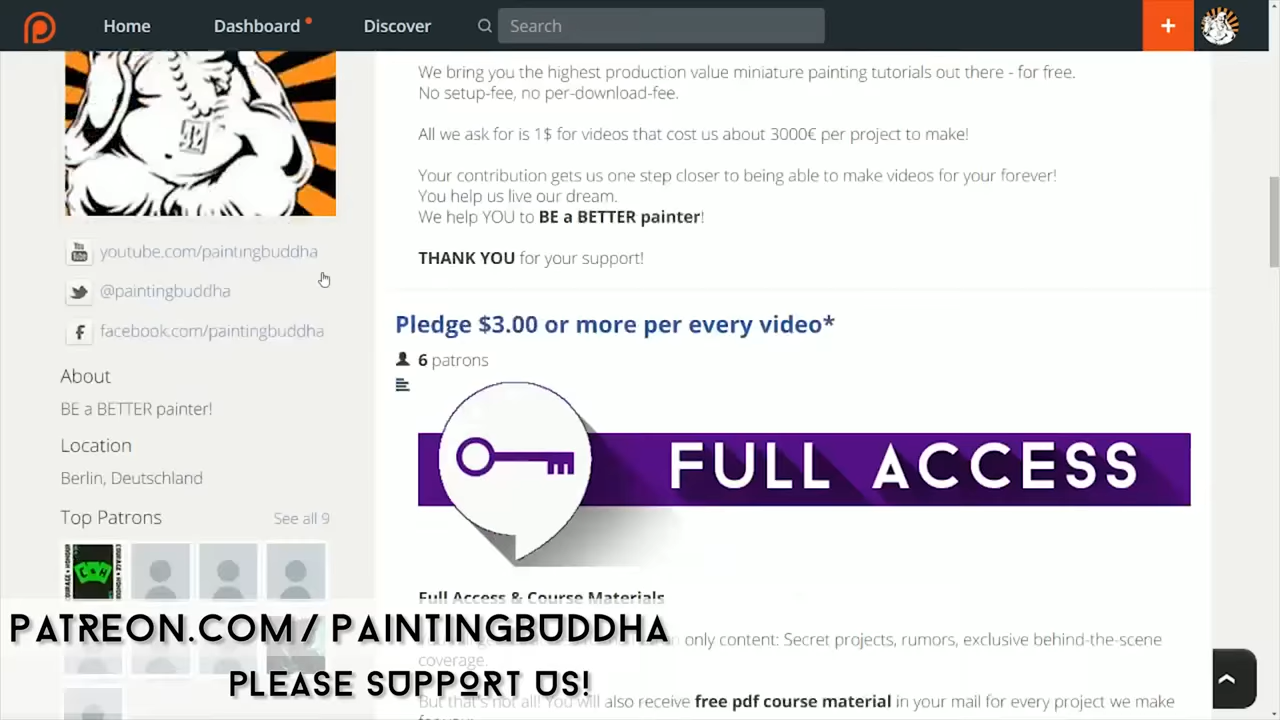 Home
Dashboard
Discover
Search
+
We bring you the highest production value miniature painting tutorials out there - for free.
No setup-fee, no per-download-fee.
All we ask for is 1$ for videos that cost us about 3000€ per project to make!
Your contribution gets us one step closer to being able to make videos for your forever!
You help us live our dream.
We help YOU to BE a BETTER painter!
THANK YOU for your support!
youtube.com/paintingbuddha
@paintingbuddha
facebook.com/paintingbuddha
About
BE a BETTER painter!
Location
Berlin, Deutschland
Top Patrons
See all 9
Pledge $3.00 or more per every video*
6 patrons
FULL ACCESS
Full Access & Course Materials
only content: Secret projects, rumors, exclusive behind-the-scene
coverage.
But that's not all! You will also receive free pdf course material in your mail for every project we make
PATREON.COM/PAINTINGBUDDHA
PLEASE SUPPORT US!